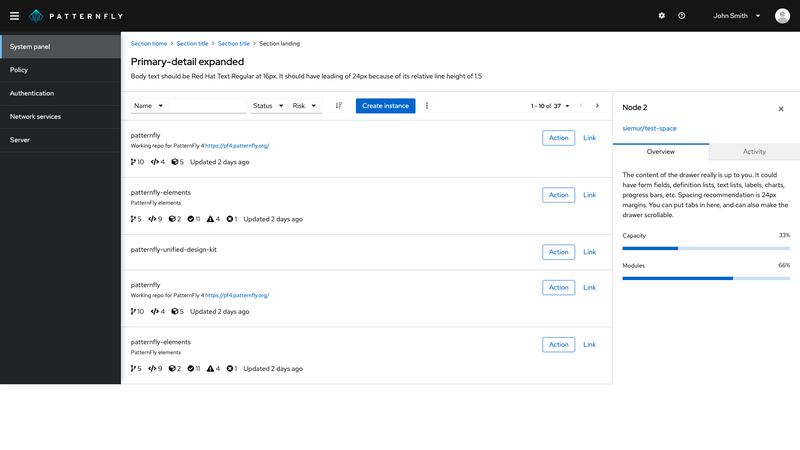 PATTERNFLY
John Smith
System panel
Policy
Authentication
Network services
Server
Section home > Section title > Section title > Section landing
Primary-detail expanded
Body text should be Red Hat Text Regular at 16px. It should have leading of 24px because of its relative line height of 1.5
Name
Status
Risk
Create instance
1 - 10 of 37
patternfly
Working repo for PatternFly 4 https://pf4.patternfly.org/
10 4 5 Updated 2 days ago
Action Link
patternfly-elements
PatternFly elements
5 9 2 11 4 1 Updated 2 days ago
Action Link
patternfly-unified-design-kit
Action Link
patternfly
Working repo for PatternFly 4 https://pf4.patternfly.org/
10 4 5 Updated 2 days ago
Action Link
patternfly-elements
PatternFly elements
5 9 2 11 4 1 Updated 2 days ago
Action Link
Node 2
siemur/test-space
Overview
Activity
The content of the drawer really is up to you. It could
have form fields, definition lists, text lists, labels, charts,
progress bars, etc. Spacing recommendation is 24px
margins. You can put tabs in here, and can also make the
drawer scrollable.
Capacity 33%
Modules 66%